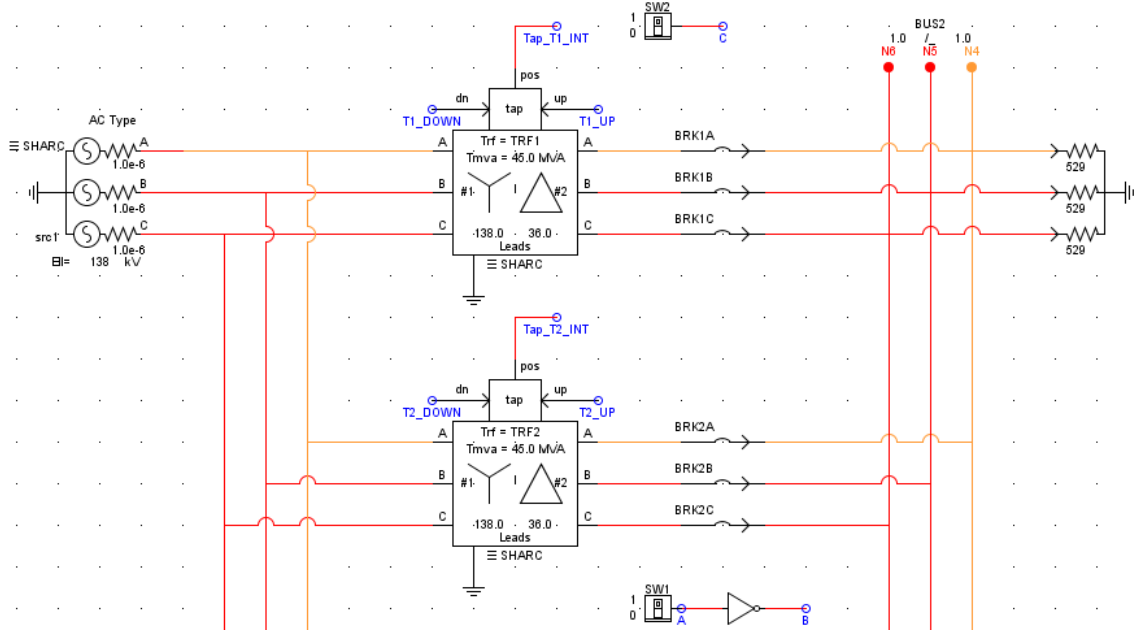 SW2
1
0
C
Tap_T1_INT
BUS2
1.0 /_ 1.0
N6 N5 N4
pos
dn
tap
up
T1_DOWN
T1_UP
AC Type
SHARC
A
1.0e-6
B
1.0e-6
C
1.0e-6
src1
El= 138 kV
Trf = TRF1
Tmva = 45.0 MVA
A
B
C
#1
#2
138.0 36.0
Leads
SHARC
A
B
C
BRK1A
BRK1B
BRK1C
529
529
529
Tap_T2_INT
pos
dn
tap
up
T2_DOWN
T2_UP
Trf = TRF2
Tmva = 45.0 MVA
A
B
C
#1
#2
138.0 36.0
Leads
SHARC
A
B
C
BRK2A
BRK2B
BRK2C
SW1
1
0
A
B